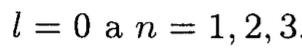 l = 0 a n = 1, 2, 3.